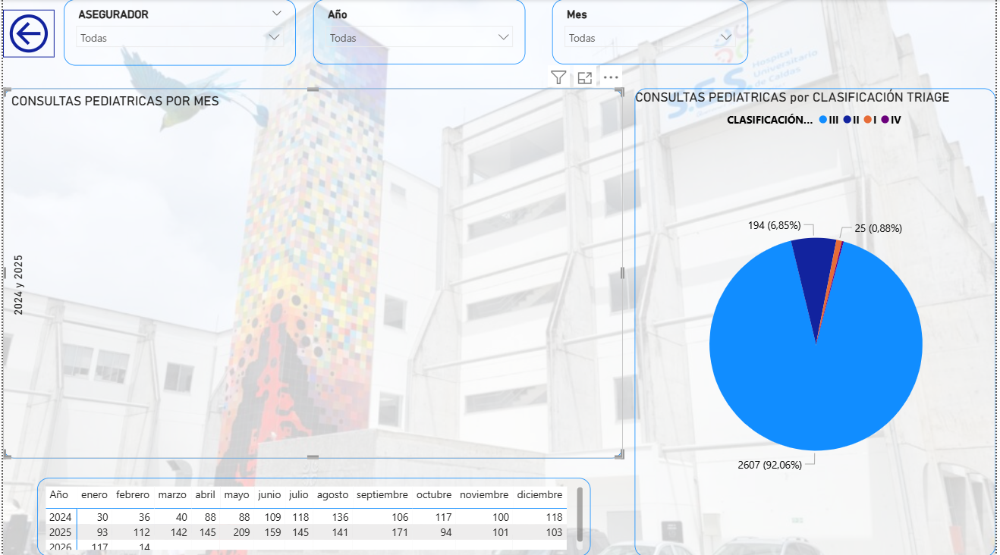 ASEGURADOR
Todas
Año
Todas
Mes
Todas
S.E.S
Hospital
Universitario
de Caldas
CONSULTAS PEDIATRICAS POR MES
2024 y 2025
CONSULTAS PEDIATRICAS por CLASIFICACIÓN TRIAGE
CLASIFICACIÓN... III II I IV
194 (6,85%)
25 (0,88%)
2607 (92,06%)
Año enero febrero marzo abril mayo junio julio agosto septiembre octubre noviembre diciembre
2024 30 36 40 88 88 109 118 136 106 117 100 118
2025 93 112 142 145 209 159 145 141 171 94 101 103
2026 117 14